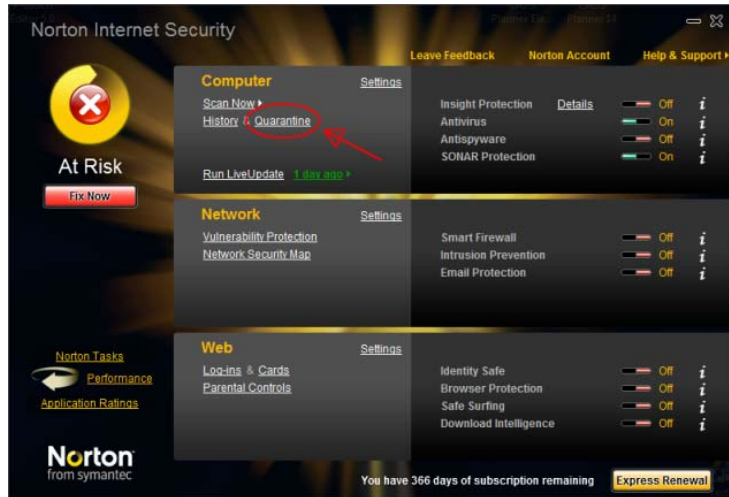 Norton Internet Security
Leave Feedback Norton Account Help & Support
At Risk
Fix Now
Computer Settings
Scan Now
History & Quarantine
Run LiveUpdate 1 day ago
Insight Protection Details Off i
Antivirus On i
Antispyware Off i
SONAR Protection On i
Network Settings
Vulnerability Protection
Network Security Map
Smart Firewall Off i
Intrusion Prevention Off i
Email Protection Off i
Web Settings
Log-ins & Cards
Parental Controls
Identity Safe Off i
Browser Protection Off i
Safe Surfing Off i
Download Intelligence Off i
Norton Tasks
Performance
Application Ratings
Norton
from symantec
You have 366 days of subscription remaining Express Renewal